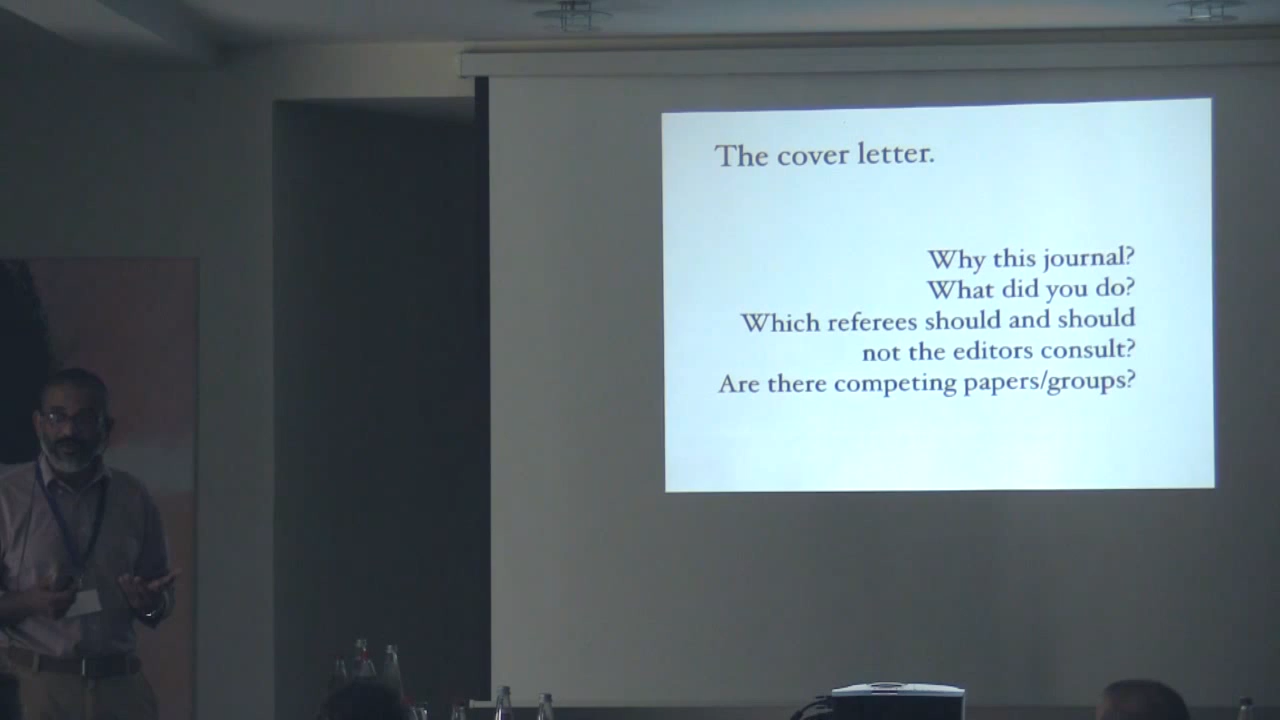 The cover letter.
Why this journal?
What did you do?
Which referees should and should
not the editors consult?
Are there competing papers/groups?